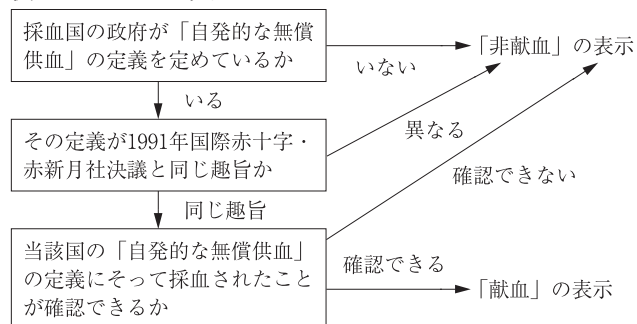 採血国の政府が「自発的な無償
供血」の定義を定めているか
いない
「非献血」の表示
いる
その定義が1991年国際赤十字・
赤新月社決議と同じ趣旨か
異なる
同じ趣旨
確認できない
当該国の「自発的な無償供血」
の定義にそって採血されたこと
が確認できるか
確認できる
「献血」の表示